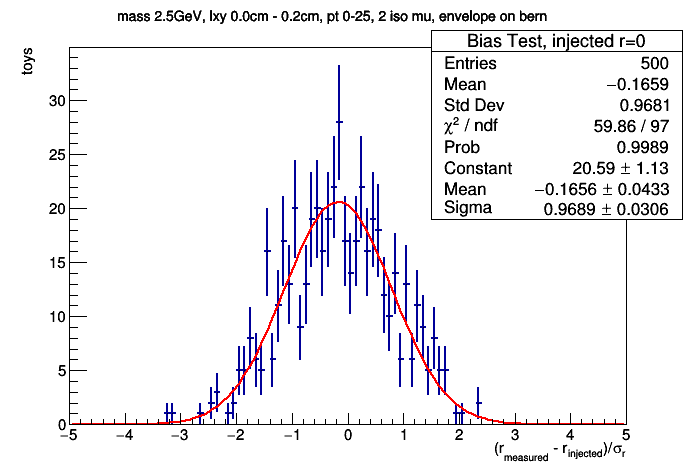 mass 2.5GeV, lxy 0.0cm - 0.2cm, pt 0-25, 2 iso mu, envelope on bern
Bias Test, injected r=0
Entries 500
Mean −0.1659
Std Dev 0.9681
χ² / ndf 59.86 / 97
Prob 0.9989
Constant 20.59 ± 1.13
Mean −0.1656 ± 0.0433
Sigma 0.9689 ± 0.0306
toys
30
25
20
15
10
5
0
−5 −4 −3 −2 −1 0 1 2 3 4 5
(r_measured - r_injected)/σ_r